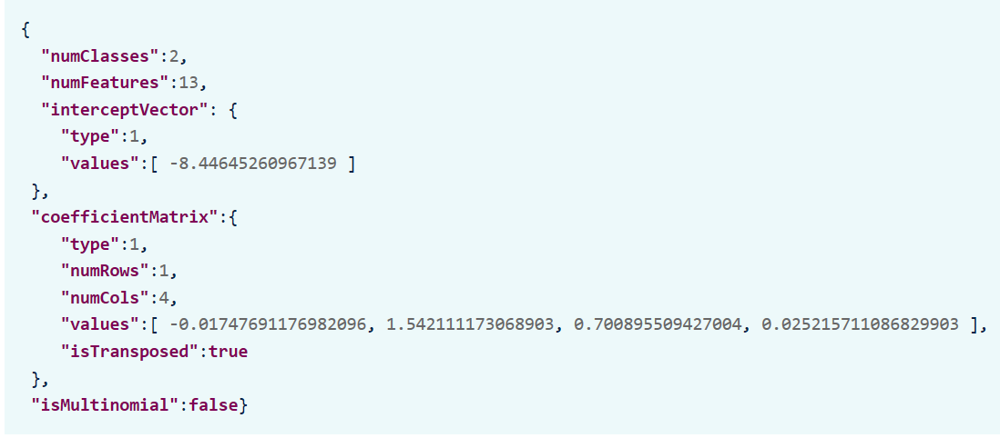 {
"numClasses":2,
"numFeatures":13,
"interceptVector": {
"type":1,
"values":[ -8.44645260967139 ]
},
"coefficientMatrix":{
"type":1,
"numRows":1,
"numCols":4,
"values":[ -0.01747691176982096, 1.542111173068903, 0.700895509427004, 0.025215711086829903 ],
"isTransposed":true
},
"isMultinomial":false}